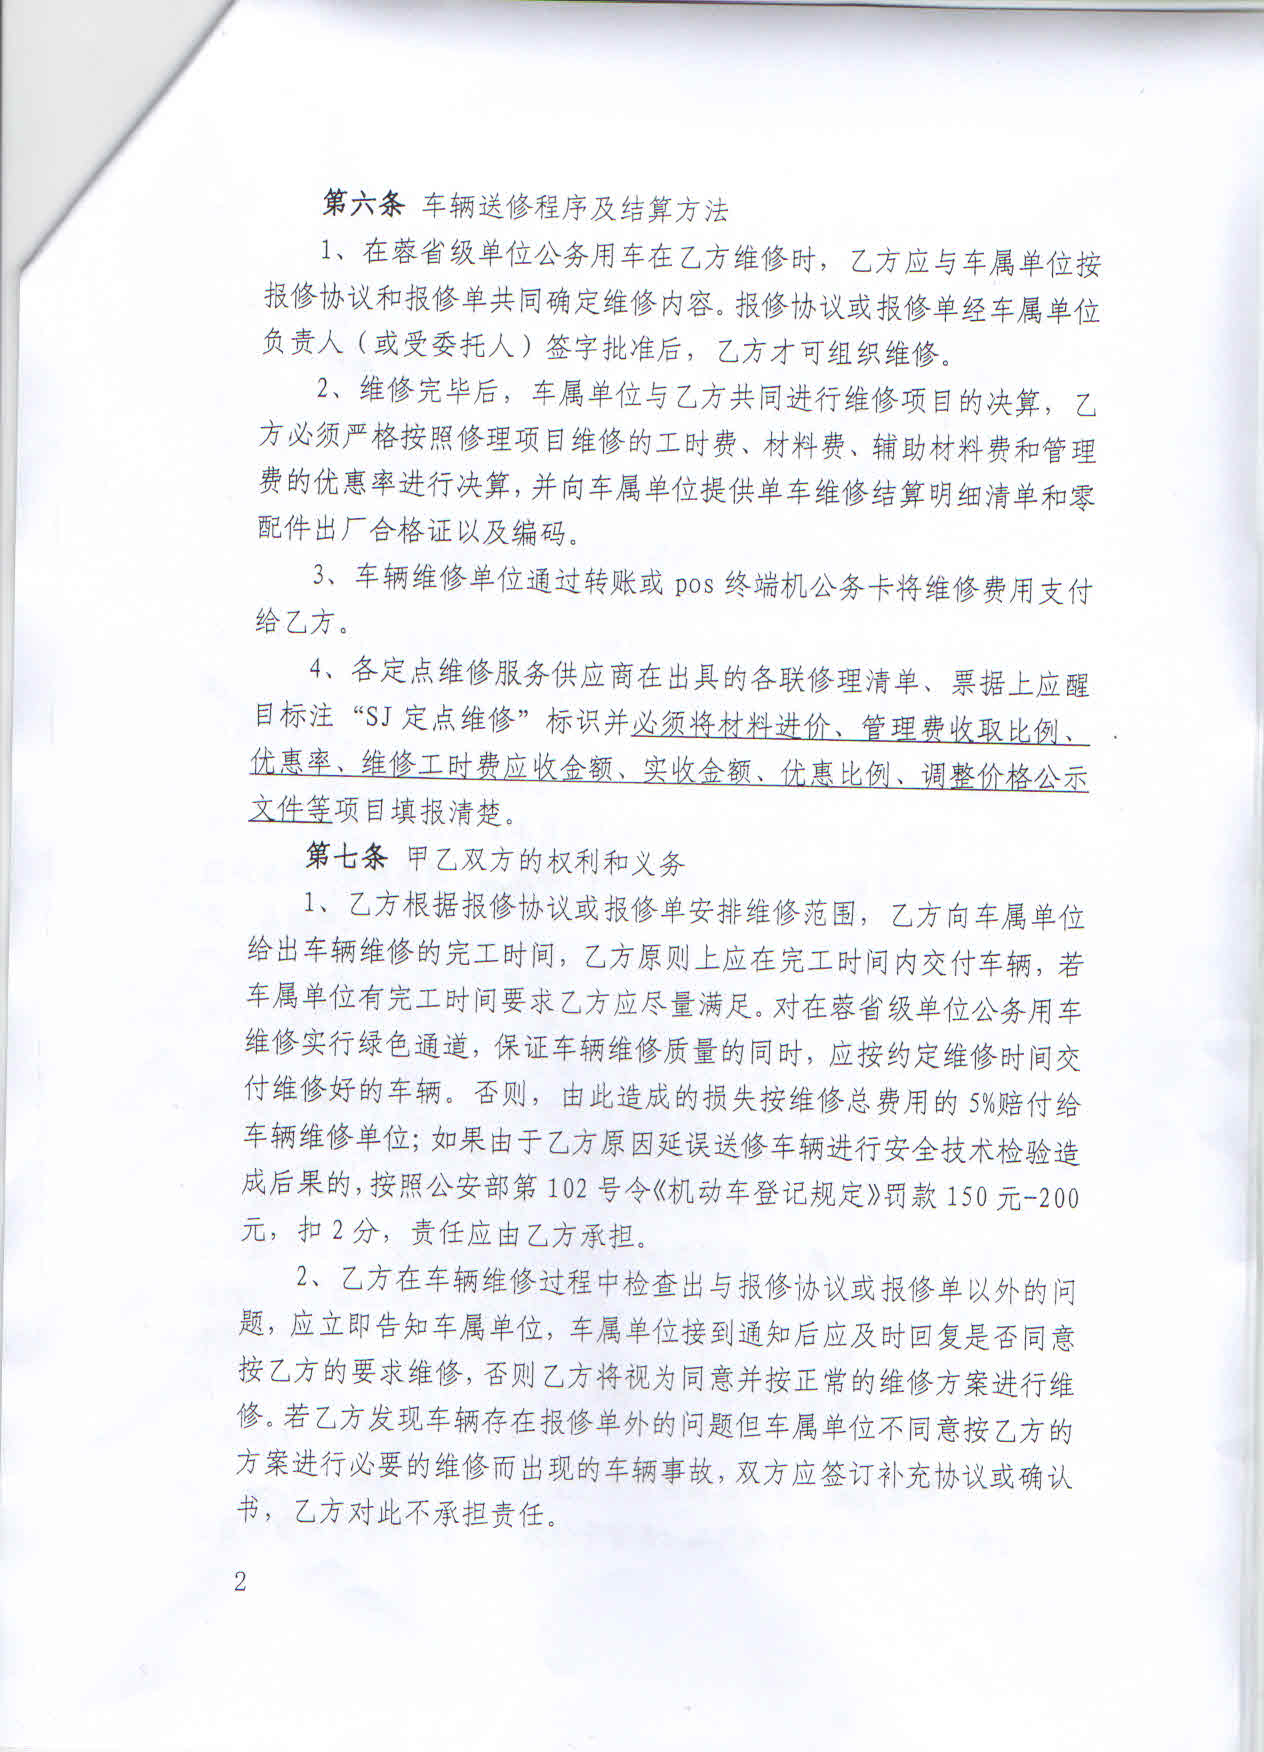 第六条 车辆送修程序及结算方法
1、在蓉省级单位公务用车在乙方维修时，乙方应与车属单位按
报修协议和报修单共同确定维修内容。报修协议或报修单经车属单位
负责人（或受委托人）签字批准后，乙方才可组织维修。
2、维修完毕后，车属单位与乙方共同进行维修项目的决算，乙
方必须严格按照修理项目维修的工时费、材料费、辅助材料费和管理
费的优惠率进行决算，并向车属单位提供单车维修结算明细清单和零
配件出厂合格证以及编码。
3、车辆维修单位通过转账或 pos 终端机公务卡将维修费用支付
给乙方。
4、各定点维修服务供应商在出具的各联修理清单、票据上应醒
目标注“SJ 定点维修”标识并必须将材料进价、管理费收取比例、
优惠率、维修工时费应收金额、实收金额、优惠比例、调整价格公示
文件等项目填报清楚。
第七条 甲乙双方的权利和义务
1、乙方根据报修协议或报修单安排维修范围，乙方向车属单位
给出车辆维修的完工时间，乙方原则上应在完工时间内交付车辆，若
车属单位有完工时间要求乙方应尽量满足。对在蓉省级单位公务用车
维修实行绿色通道，保证车辆维修质量的同时，应按约定维修时间交
付维修好的车辆。否则，由此造成的损失按维修总费用的 5%赔付给
车辆维修单位；如果由于乙方原因延误送修车辆进行安全技术检验造
成后果的，按照公安部第 102 号令《机动车登记规定》罚款 150 元-200
元，扣 2 分，责任应由乙方承担。
2、乙方在车辆维修过程中检查出与报修协议或报修单以外的问
题，应立即告知车属单位，车属单位接到通知后应及时回复是否同意
按乙方的要求维修，否则乙方将视为同意并按正常的维修方案进行维
修。若乙方发现车辆存在报修单外的问题但车属单位不同意按乙方的
方案进行必要的维修而出现的车辆事故，双方应签订补充协议或确认
书，乙方对此不承担责任。
2